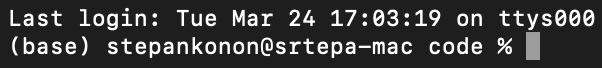 Last login: Tue Mar 24 17:03:19 on ttys000
(base) stepankonon@srtepa-mac code %